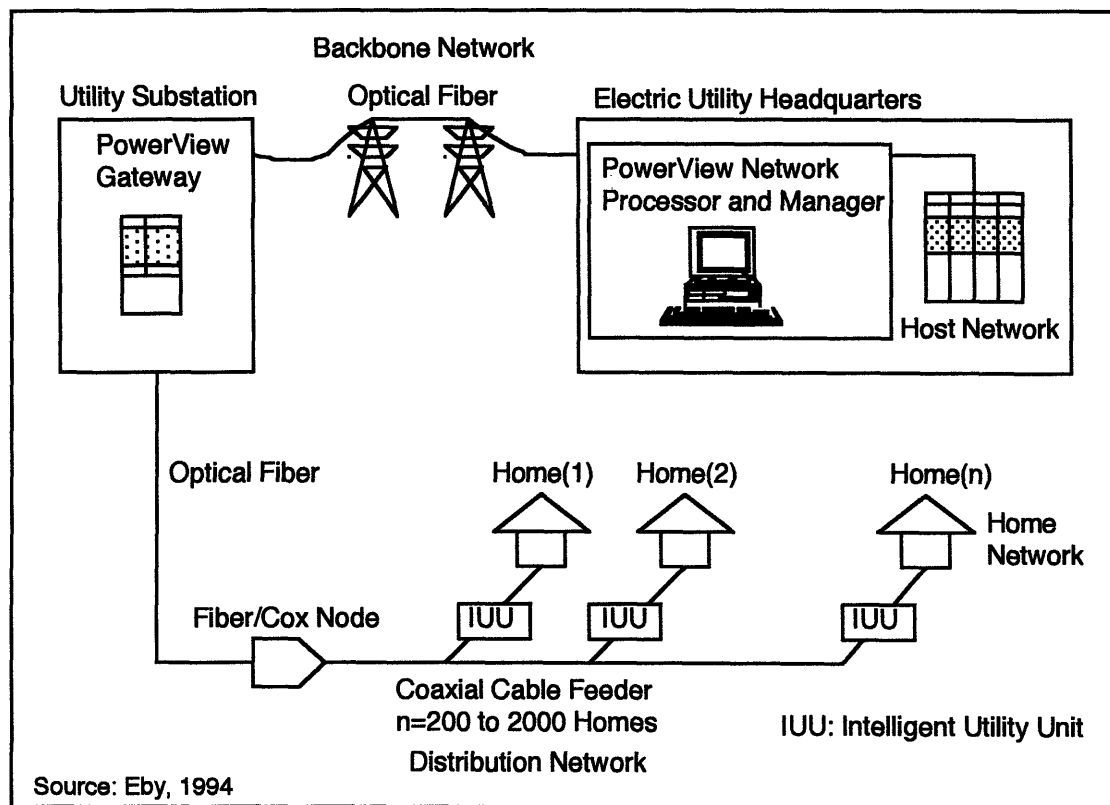 Backbone Network
Utility Substation
Optical Fiber
Electric Utility Headquarters
PowerView
Gateway
PowerView Network
Processor and Manager
Host Network
Optical Fiber
Home(1)
Home(2)
Home(n)
Home
Network
Fiber/Cox Node
IUU
IUU
IUU
Coaxial Cable Feeder
n=200 to 2000 Homes
Distribution Network
IUU: Intelligent Utility Unit
Source: Eby, 1994